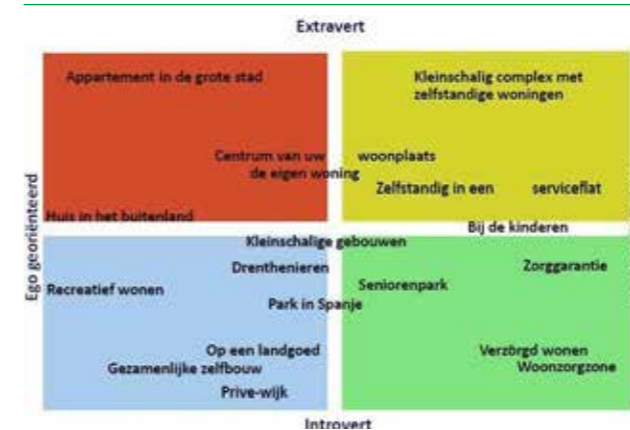 Extravert
Appartement in de grote stad
Kleinschalig complex met
zelfstandige woningen
Centrum van uw woonplaats
de eigen woning
Zelfstandig in een serviceflat
Huis in het buitenland
Bij de kinderen
Ego georiënteerd
Kleinschalige gebouwen
Drenthenieren
Zorggarantie
Recreatief wonen
Seniorenpark
Park in Spanje
Op een landgoed
Verzorgd wonen
Gezamenlijke zelfbouw
Woonzorgzone
Prive-wijk
Introvert